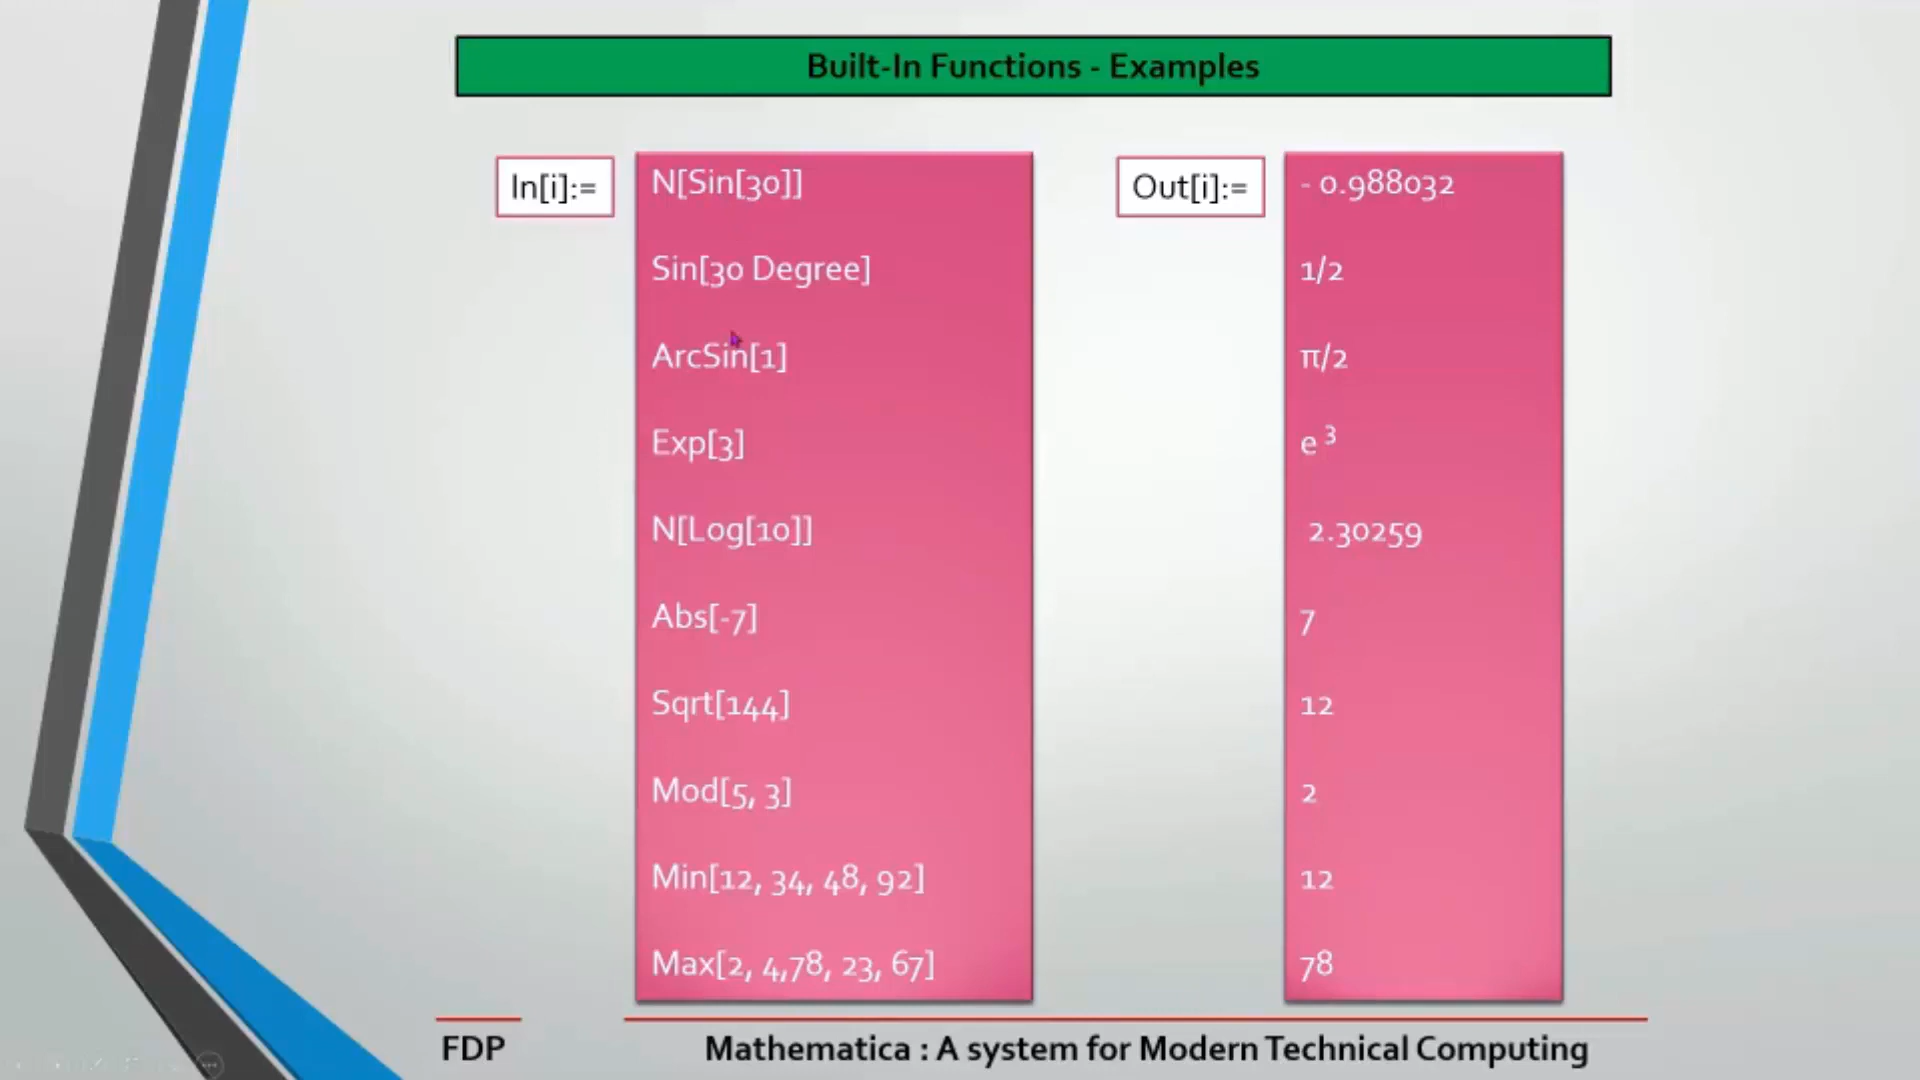 Built-In Functions - Examples
In[i]:=
N[Sin[30]]
Sin[30 Degree]
ArcSin[1]
Exp[3]
N[Log[10]]
Abs[-7]
Sqrt[144]
Mod[5, 3]
Min[12, 34, 48, 92]
Max[2, 4,78, 23, 67]
Out[i]:=
- 0.988032
1/2
π/2
e ³
2.30259
7
12
2
12
78
FDP
Mathematica : A system for Modern Technical Computing